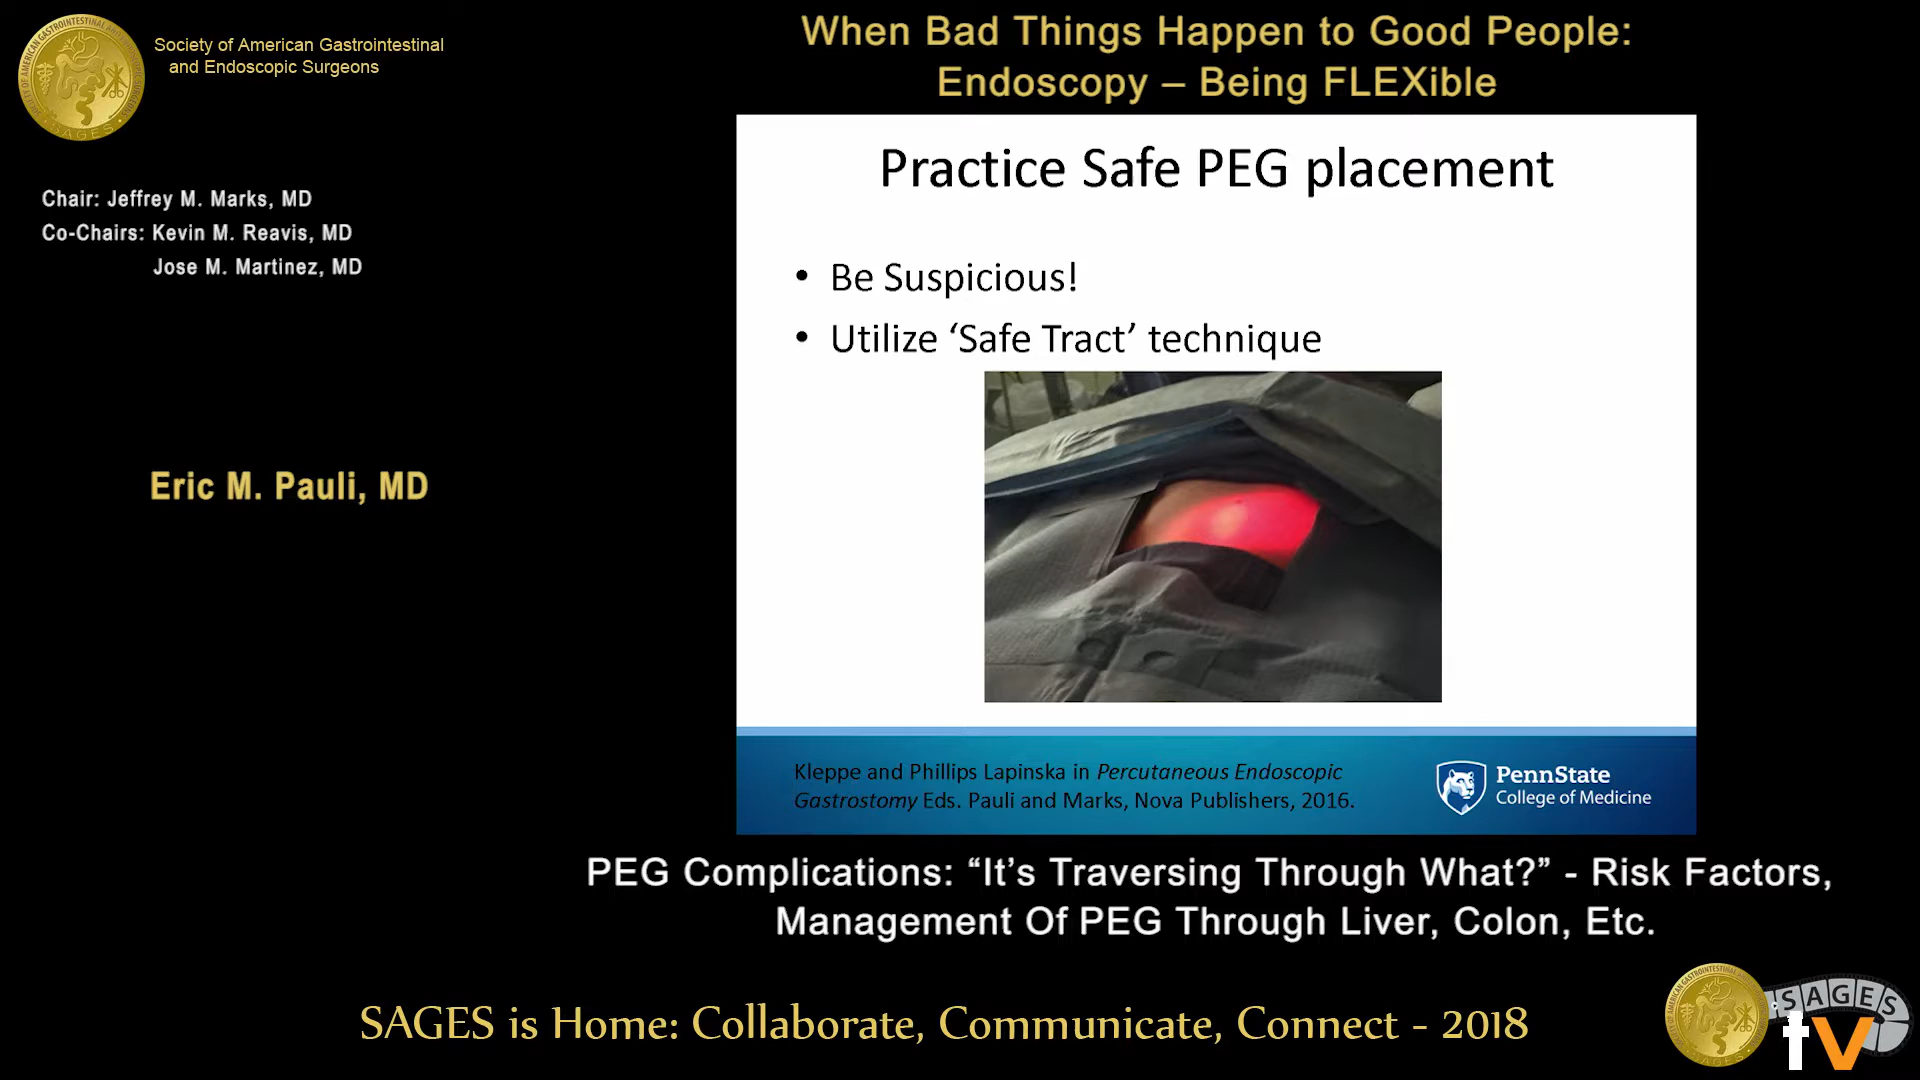 Society of American Gastrointestinal
and Endoscopic Surgeons
When Bad Things Happen to Good People:
Endoscopy – Being FLEXible
Chair: Jeffrey M. Marks, MD
Co-Chairs: Kevin M. Reavis, MD
Jose M. Martinez, MD
Eric M. Pauli, MD
Practice Safe PEG placement
• Be Suspicious!
• Utilize ‘Safe Tract’ technique
Kleppe and Phillips Lapinska in Percutaneous Endoscopic
Gastrostomy Eds. Pauli and Marks, Nova Publishers, 2016.
PennState
College of Medicine
PEG Complications: “It’s Traversing Through What?” - Risk Factors,
Management Of PEG Through Liver, Colon, Etc.
SAGES is Home: Collaborate, Communicate, Connect - 2018
SAGES
tv